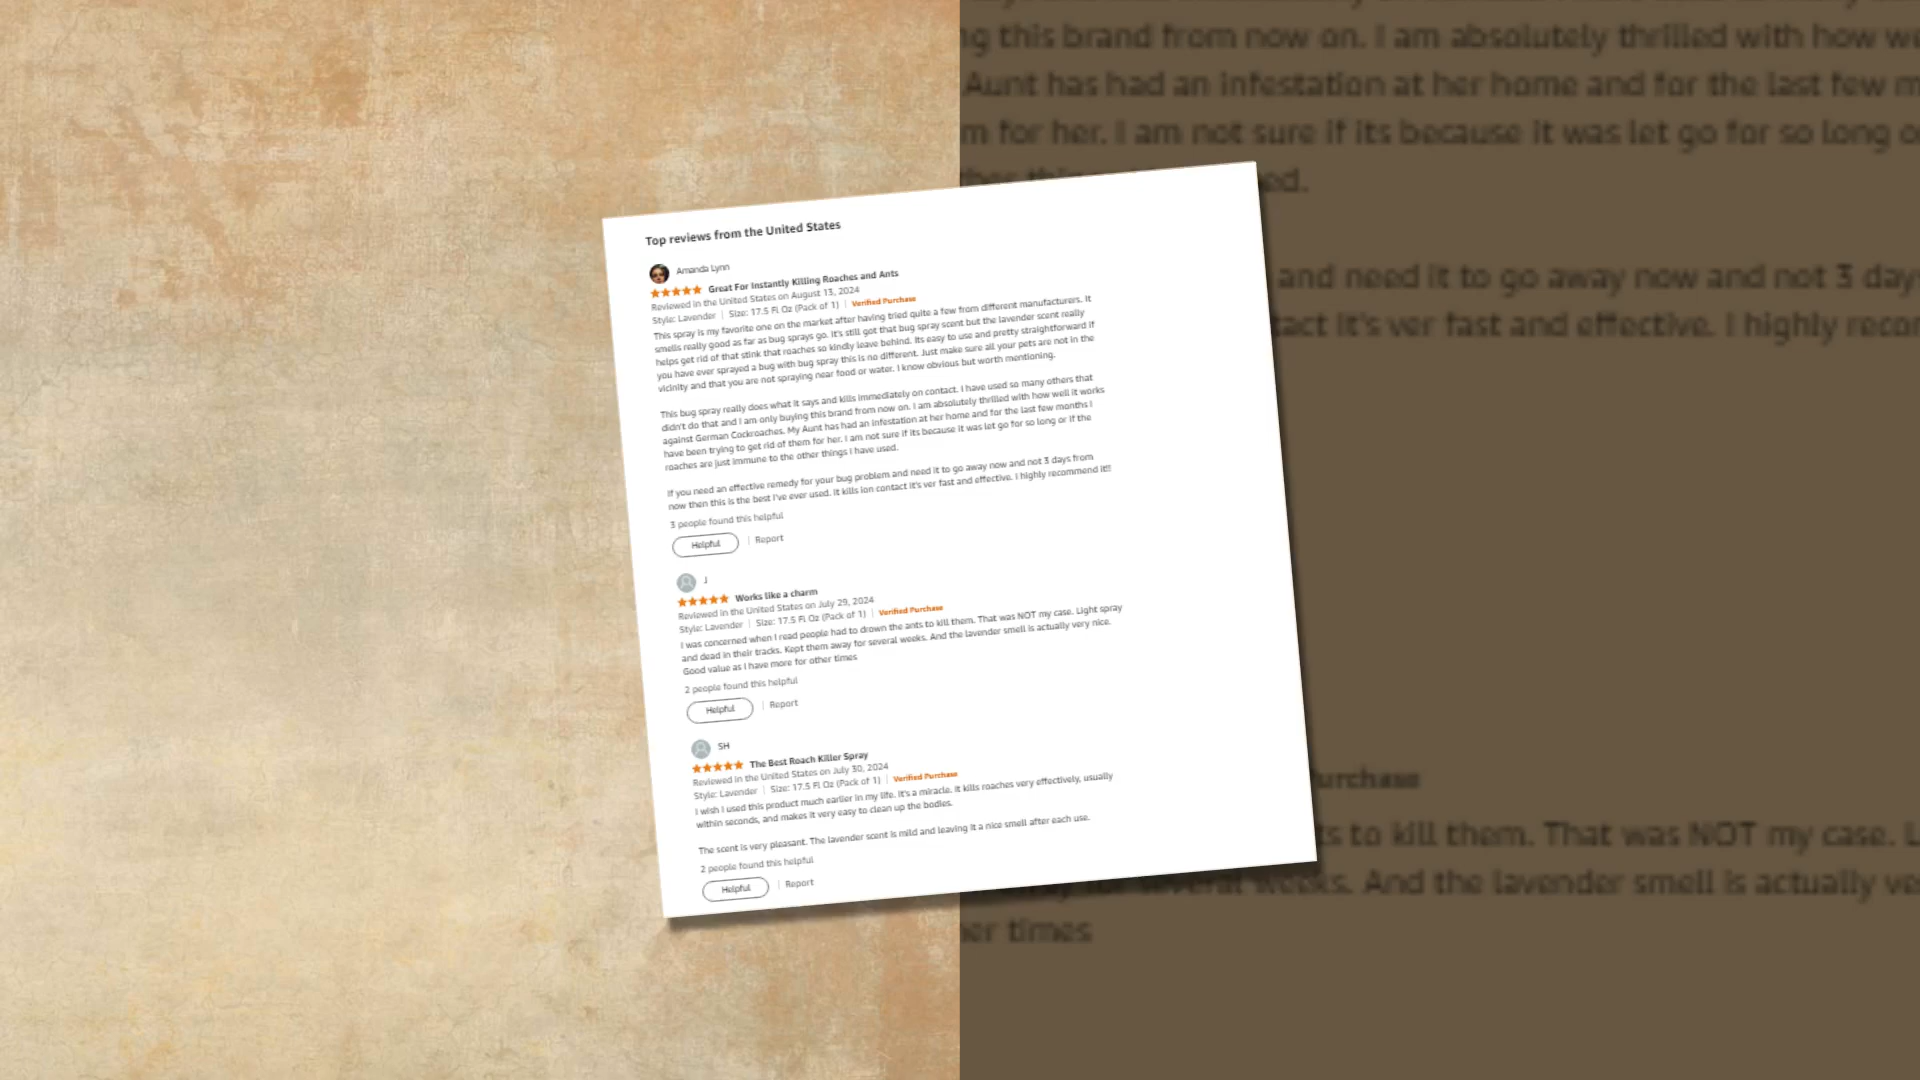 Top reviews from the United States
Amanda Lynn
Great For Instantly Killing Roaches and Ants
Reviewed in the United States on August 13, 2024
Style: Lavender | Size: 17.5 Fl Oz (Pack of 1) | Verified Purchase
This spray is my favorite one on the market after having tried quite a few from different manufacturers. It
smells really good as far as bug sprays go. It's still got that bug spray scent but the lavender scent really
helps get rid of that stink that roaches so kindly leave behind. Its easy to use and pretty straightforward if
you have ever sprayed a bug with bug spray this is no different. Just make sure all your pets are not in the
vicinity and that you are not spraying near food or water. I know obvious but worth mentioning.
This bug spray really does what it says and kills immediately on contact. I have used so many others that
didn't do that and I am only buying this brand from now on. I am absolutely thrilled with how well it works
against German Cockroaches. My Aunt has had an infestation at her home and for the last few months I
have been trying to get rid of them for her. I am not sure if its because it was let go for so long or if the
roaches are just immune to the other things I have used.
If you need an effective remedy for your bug problem and need it to go away now and not 3 days from
now then this is the best I've ever used. It kills ion contact it's ver fast and effective. I highly recommend it!!
3 people found this helpful
Helpful | Report
J
Works like a charm
Reviewed in the United States on July 29, 2024
Style: Lavender | Size: 17.5 Fl Oz (Pack of 1) | Verified Purchase
I was concerned when I read people had to drown the ants to kill them. That was NOT my case. Light spray
and dead in their tracks. Kept them away for several weeks. And the lavender smell is actually very nice.
Good value as I have more for other times
2 people found this helpful
Helpful | Report
SH
The Best Roach Killer Spray
Reviewed in the United States on July 30, 2024
Style: Lavender | Size: 17.5 Fl Oz (Pack of 1) | Verified Purchase
I wish I used this product much earlier in my life. It's a miracle. It kills roaches very effectively, usually
within seconds, and makes it very easy to clean up the bodies.
The scent is very pleasant. The lavender scent is mild and leaving it a nice smell after each use.
2 people found this helpful
Helpful | Report
this brand from now on. I am absolutely thrilled with how
Aunt has had an infestation at her home and for the last few
for her. I am not sure if its because it was let go for so long
and need it to go away now and not 3
it's ver fast and effective. I highly
to kill them. That was NOT my case.
weeks. And the lavender smell is actually
times